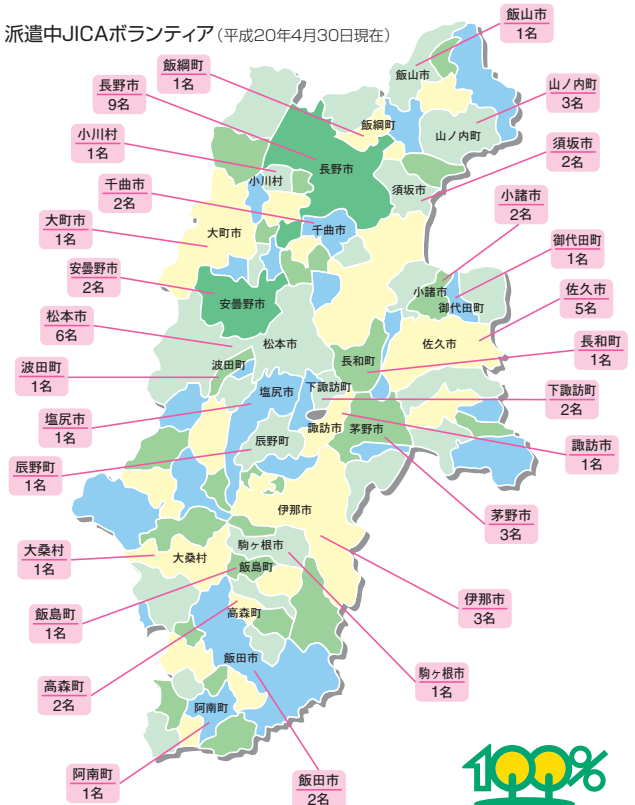 派遣中JICAボランティア(平成20年4月30日現在)
飯山市
1名
飯綱町
1名
長野市
9名
山ノ内町
3名
小川村
1名
須坂市
2名
千曲市
2名
小諸市
2名
大町市
1名
御代田町
1名
安曇野市
2名
佐久市
5名
松本市
6名
長和町
1名
波田町
1名
下諏訪町
2名
塩尻市
1名
諏訪市
1名
辰野町
1名
茅野市
3名
大桑村
1名
伊那市
3名
飯島町
1名
駒ヶ根市
1名
高森町
2名
阿南町
1名
飯田市
2名
飯山市
飯綱町
山ノ内町
長野市
小川村
須坂市
千曲市
大町市
小諸市
御代田町
安曇野市
松本市
佐久市
長和町
波田町
下諏訪町
塩尻市
諏訪市
茅野市
辰野町
伊那市
駒ヶ根市
大桑村
飯島町
高森町
飯田市
阿南町
100%